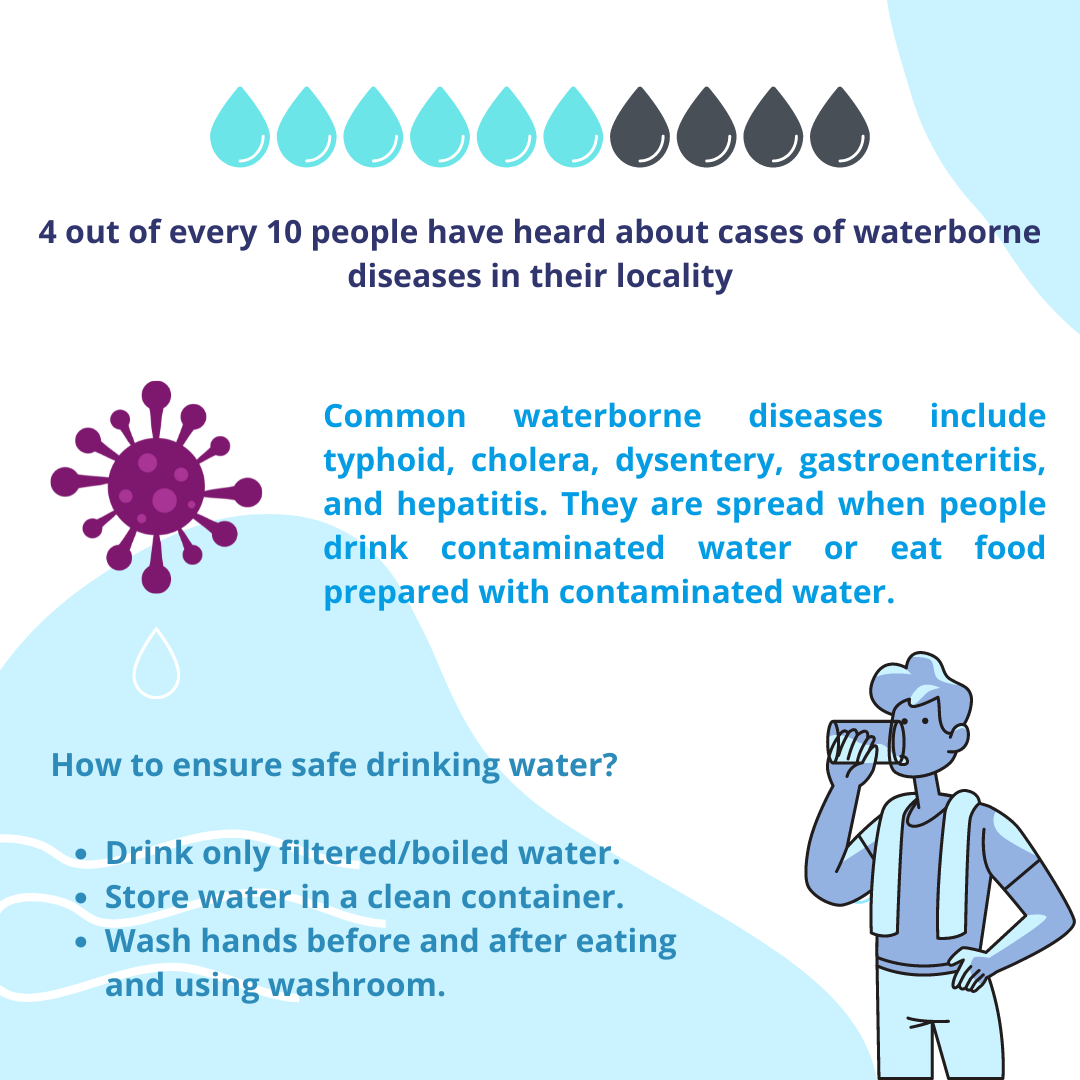 4 out of every 10 people have heard about cases of waterborne
diseases in their locality
Common waterborne diseases include
typhoid, cholera, dysentery, gastroenteritis,
and hepatitis. They are spread when people
drink contaminated water or eat food
prepared with contaminated water.
How to ensure safe drinking water?
• Drink only filtered/boiled water.
• Store water in a clean container.
• Wash hands before and after eating
and using washroom.